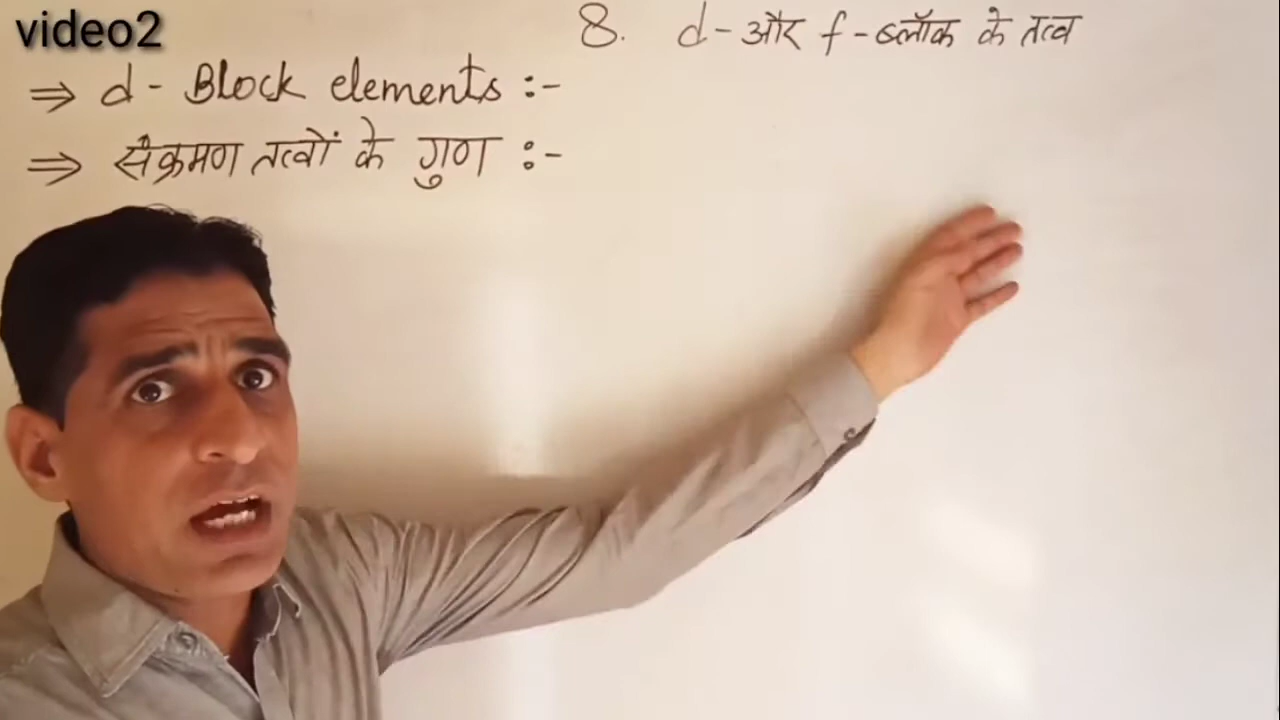 video2
8. d-और f-ब्लॉक के तत्व
⇒ d - Block elements :-
⇒ संक्रमण तत्वों के गुण :-